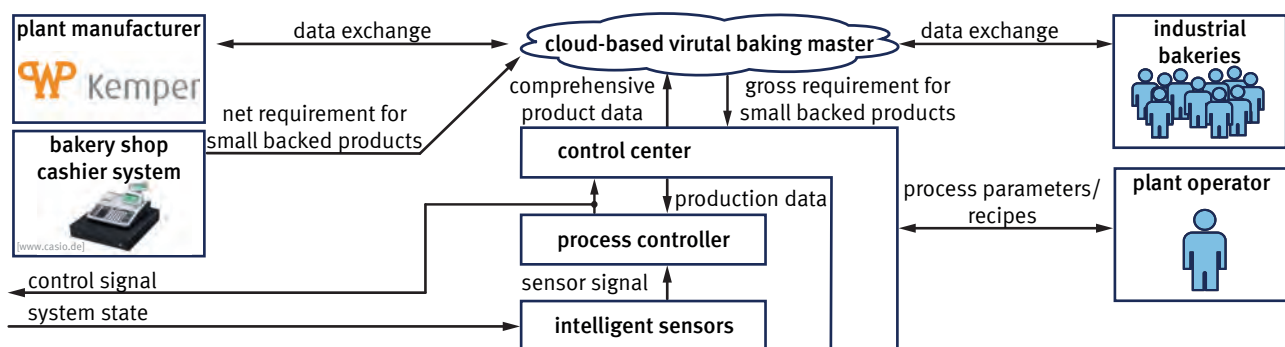 plant manufacturer
WP Kemper
bakery shop
cashier system
[www.casio.de]
data exchange
net requirement for
small backed products
cloud-based virutal baking master
comprehensive
product data
gross requirement for
small backed products
data exchange
industrial
bakeries
control center
production data
process controller
sensor signal
intelligent sensors
control signal
system state
process parameters/
recipes
plant operator